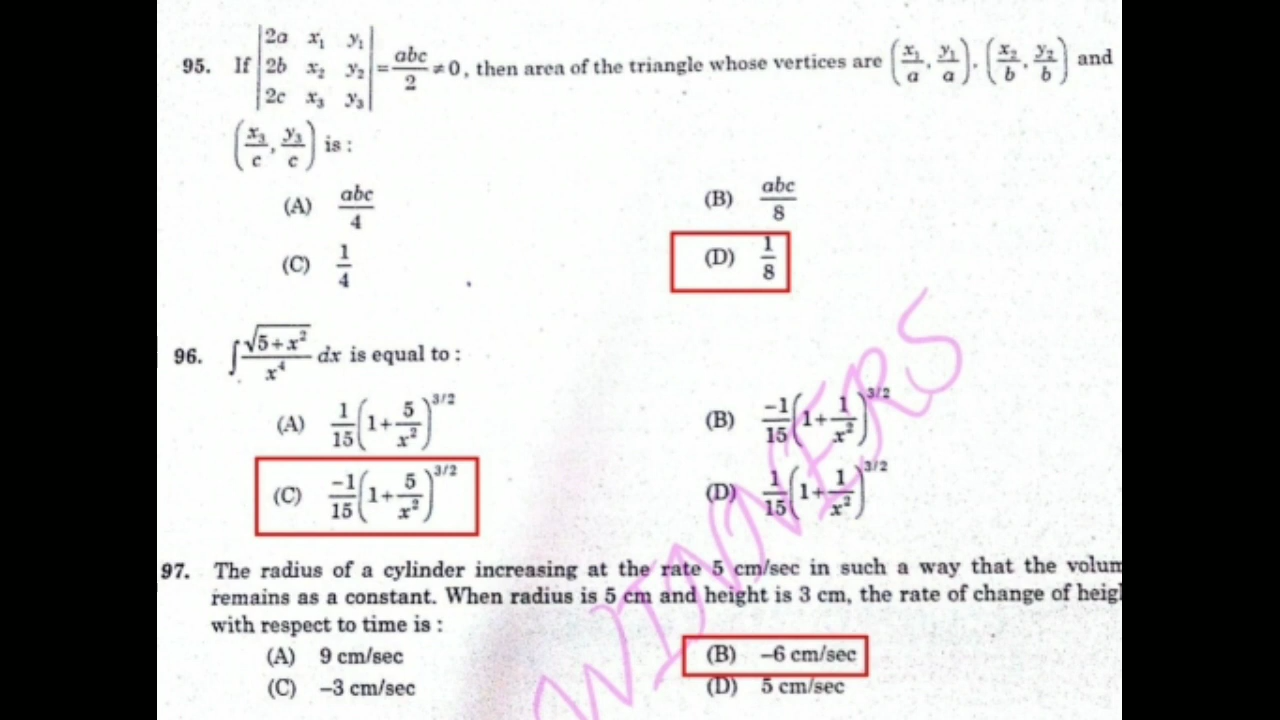 95. If |2a x₁ y₁; 2b x₂ y₂; 2c x₃ y₃| = abc/2 ≠ 0, then area of the triangle whose vertices are (x₁/a, y₁/a), (x₂/b, y₂/b) and
(x₃/c, y₃/c) is :
(A) abc/4 (B) abc/8
(C) 1/4 (D) 1/8
96. ∫ √(5+x²)/x⁴ dx is equal to :
(A) 1/15 (1+5/x²)^3/2 (B) -1/15 (1+1/x²)^3/2
(C) -1/15 (1+5/x²)^3/2 (D) 1/15 (1+1/x²)^3/2
97. The radius of a cylinder increasing at the rate 5 cm/sec in such a way that the volum
remains as a constant. When radius is 5 cm and height is 3 cm, the rate of change of heig
with respect to time is :
(A) 9 cm/sec (B) –6 cm/sec
(C) –3 cm/sec (D) 5 cm/sec
WINNERS